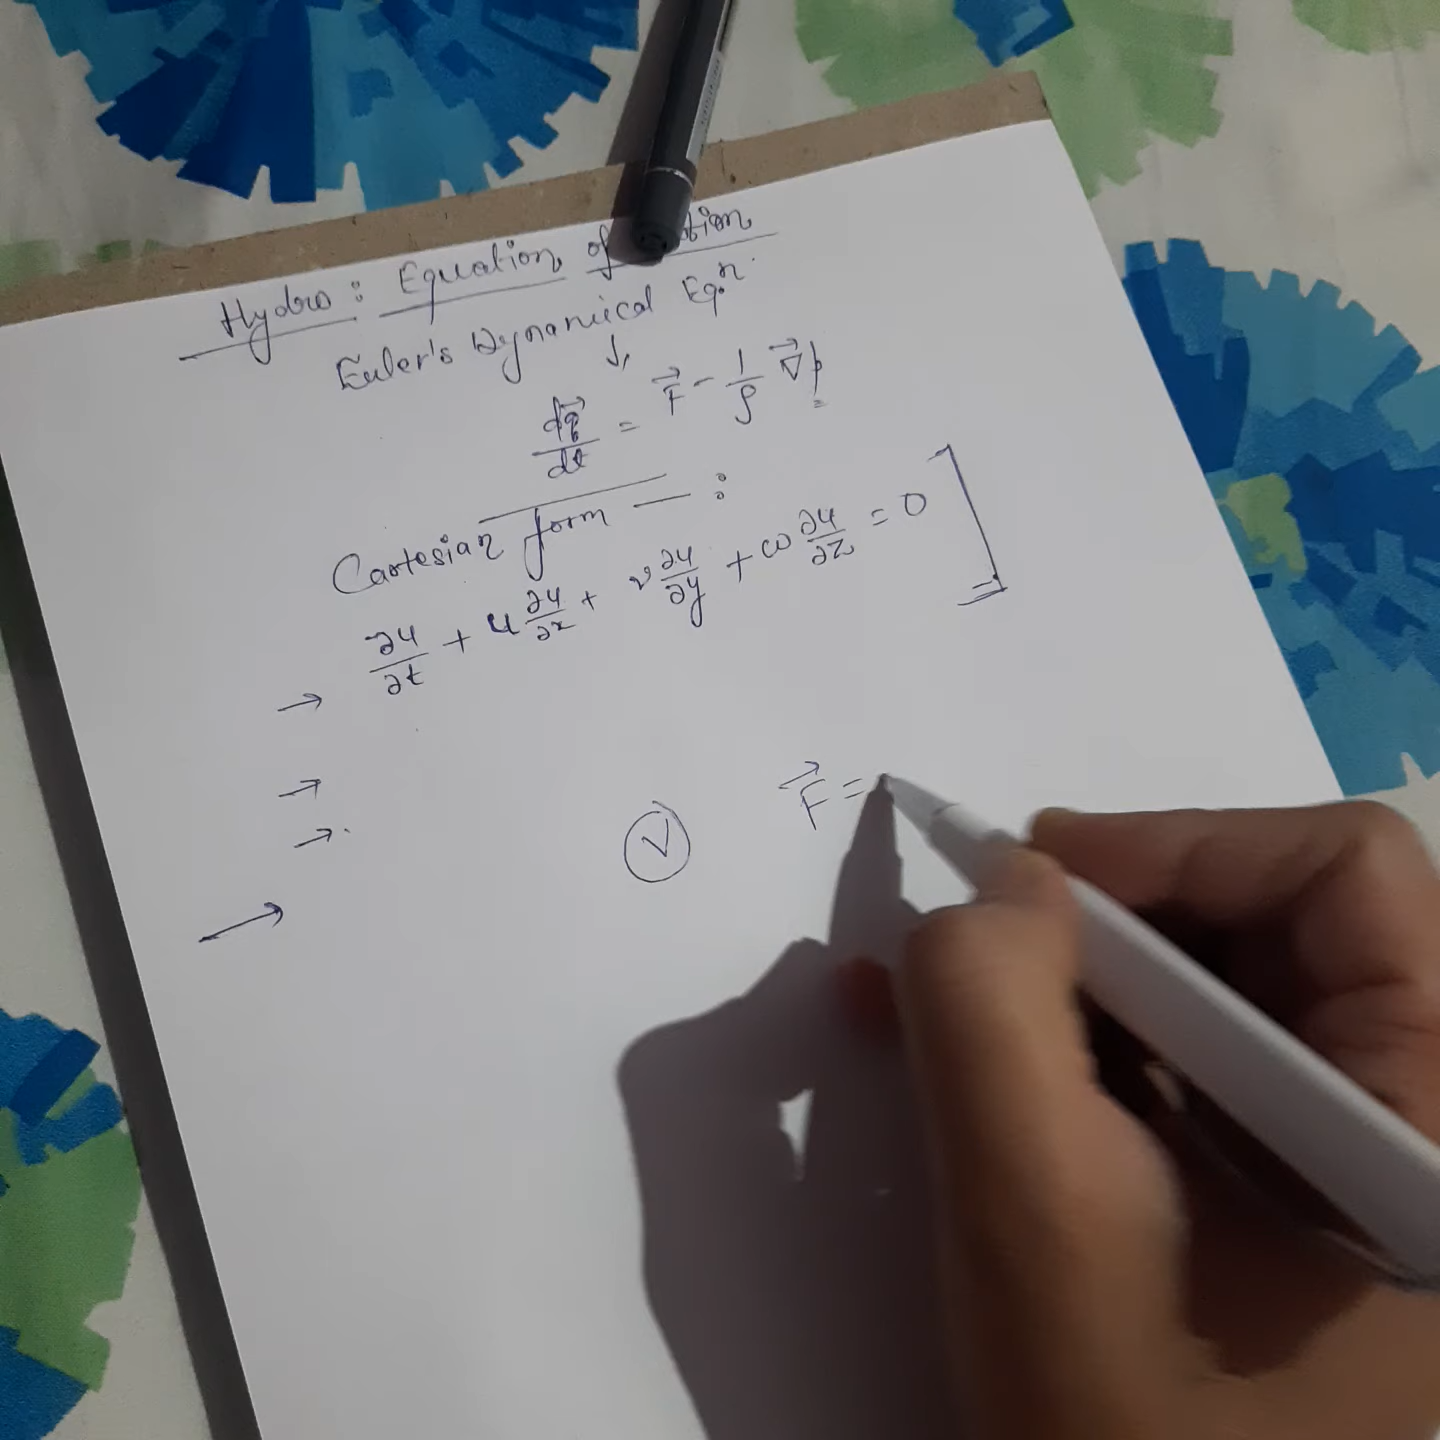 Hydro : Equation of
Euler's Dynamical Eqn.
↓
dq⃗/dt = F⃗ - 1/ρ ∇⃗p
Cartesian form — :
→ ∂u/∂t + u ∂u/∂x + v ∂u/∂y + w ∂u/∂z = 0 ]
→
→
V F⃗ =
→